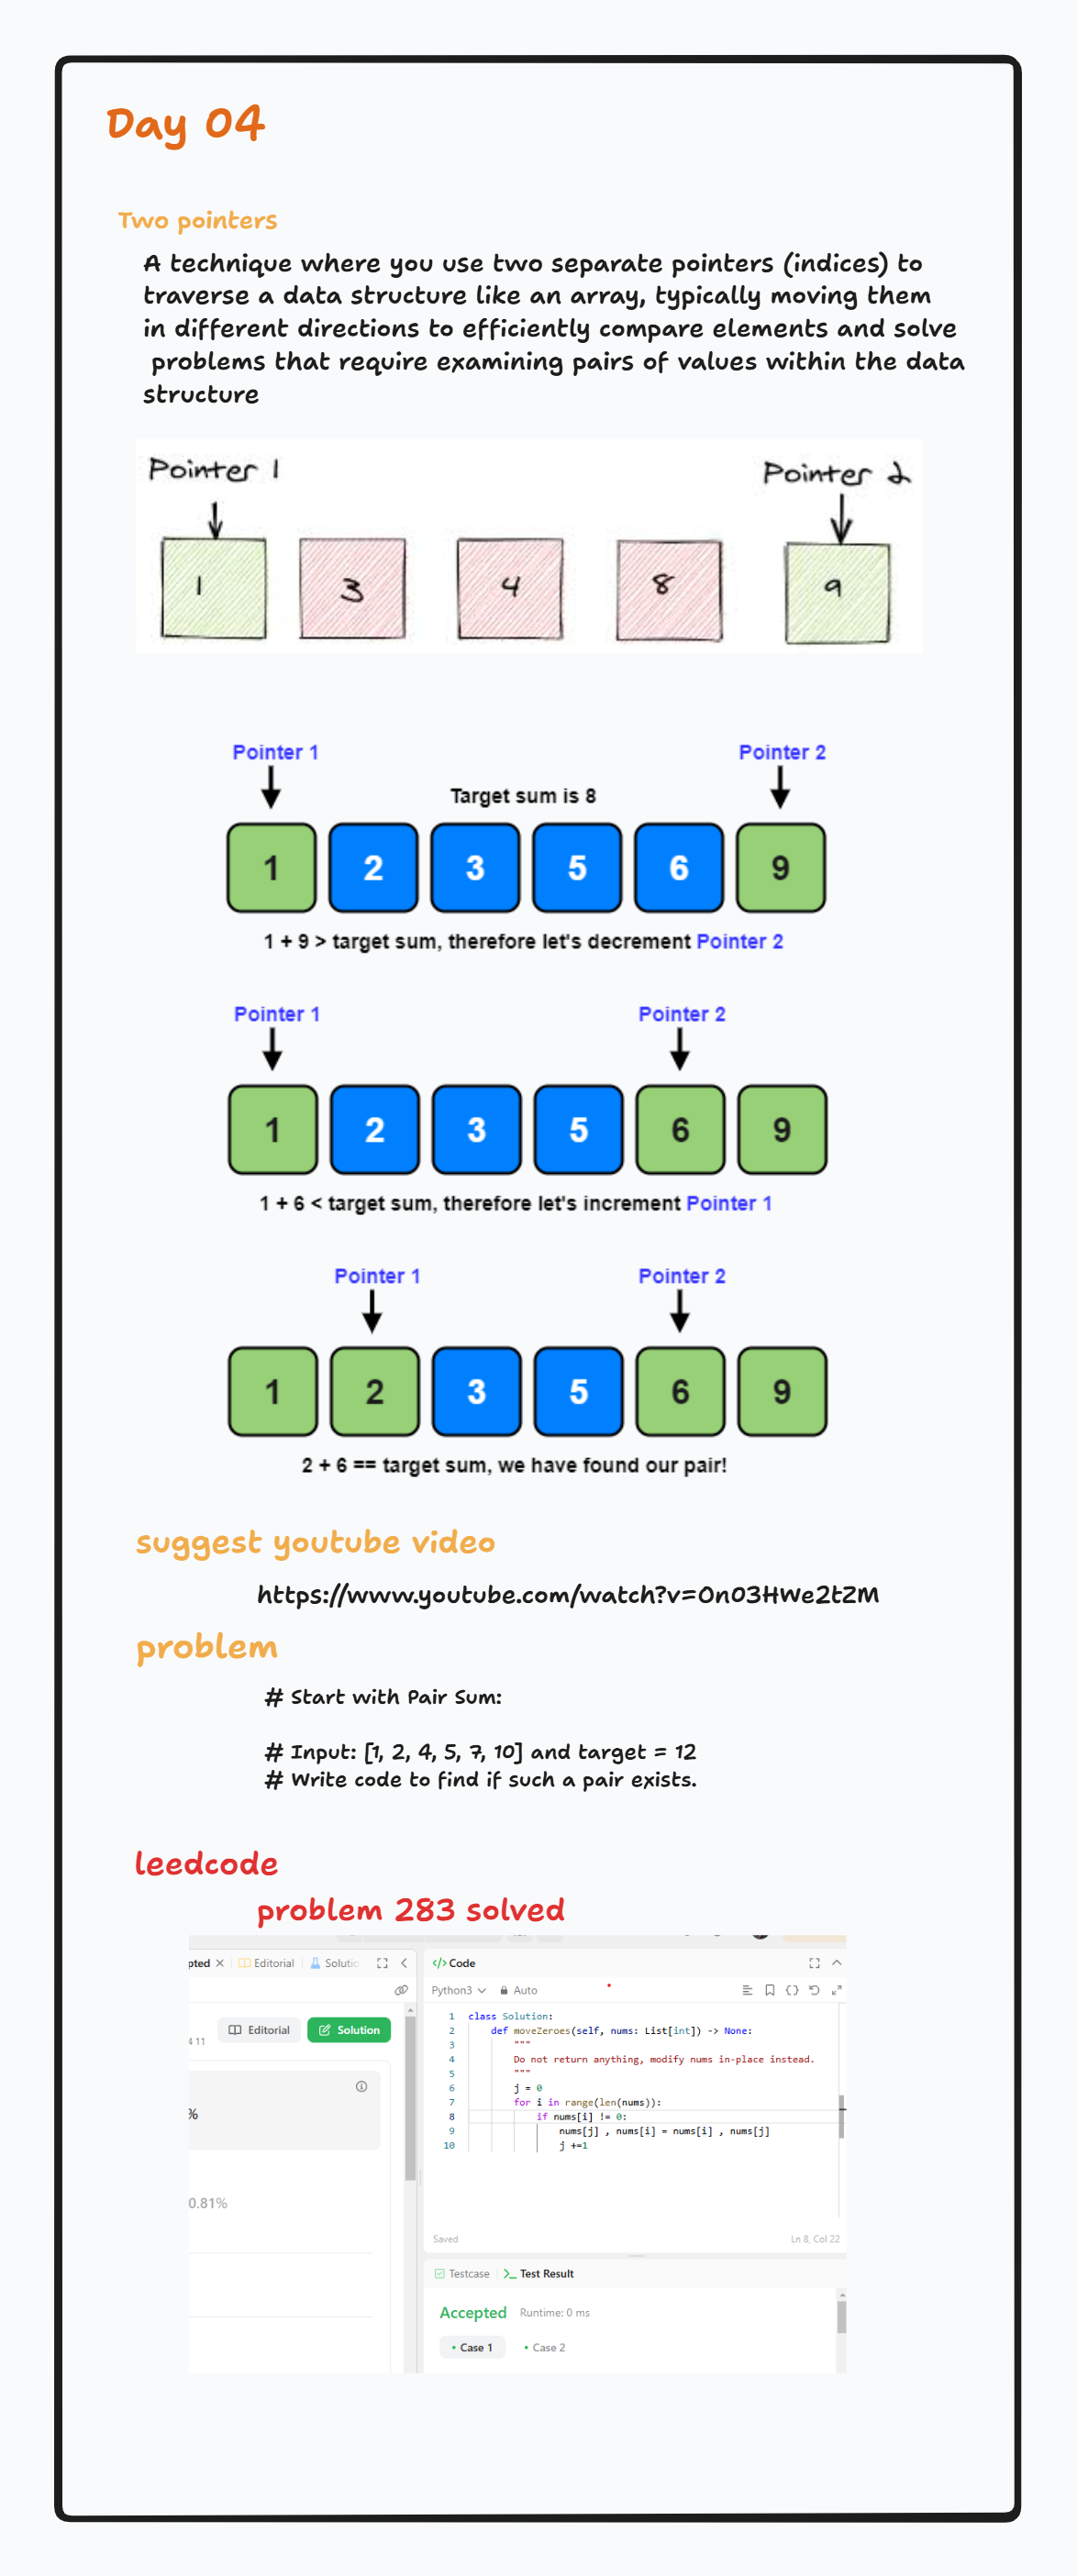 Day 04
Two pointers
A technique where you use two separate pointers (indices) to
traverse a data structure like an array, typically moving them
in different directions to efficiently compare elements and solve
problems that require examining pairs of values within the data
structure
Pointer 1 Pointer 2
1 3 4 8 9
Pointer 1 Pointer 2
Target sum is 8
1 2 3 5 6 9
1 + 9 > target sum, therefore let's decrement Pointer 2
Pointer 1 Pointer 2
1 2 3 5 6 9
1 + 6 < target sum, therefore let's increment Pointer 1
Pointer 1 Pointer 2
1 2 3 5 6 9
2 + 6 == target sum, we have found our pair!
suggest youtube video
https://www.youtube.com/watch?v=On03HWe2tZM
problem
# Start with Pair Sum:
# Input: [1, 2, 4, 5, 7, 10] and target = 12
# Write code to find if such a pair exists.
leedcode
problem 283 solved
pted Editorial Solutio
Code
Python3 Auto
Editorial Solution
4 11
%
0.81%
1 class Solution:
2 def moveZeroes(self, nums: List[int]) -> None:
3 """
4 Do not return anything, modify nums in-place instead.
5 """
6 j = 0
7 for i in range(len(nums)):
8 if nums[i] != 0:
9 nums[j] , nums[i] = nums[i] , nums[j]
10 j +=1
Saved Ln 8, Col 22
Testcase Test Result
Accepted Runtime: 0 ms
Case 1 Case 2